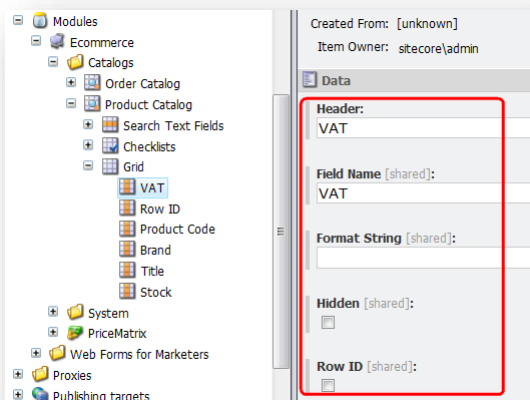 Modules
Ecommerce
Catalogs
Order Catalog
Product Catalog
Search Text Fields
Checklists
Grid
VAT
Row ID
Product Code
Brand
Title
Stock
System
PriceMatrix
Web Forms for Marketers
Proxies
Publishing targets
Created From: [unknown]
Item Owner: sitecore\admin
Data
Header:
VAT
Field Name [shared]:
VAT
Format String [shared]:
Hidden [shared]:
Row ID [shared]: